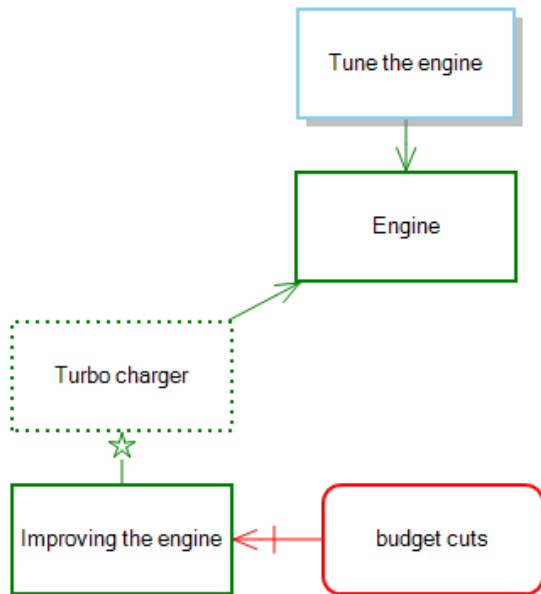 Tune the engine
Engine
Turbo charger
Improving the engine
budget cuts